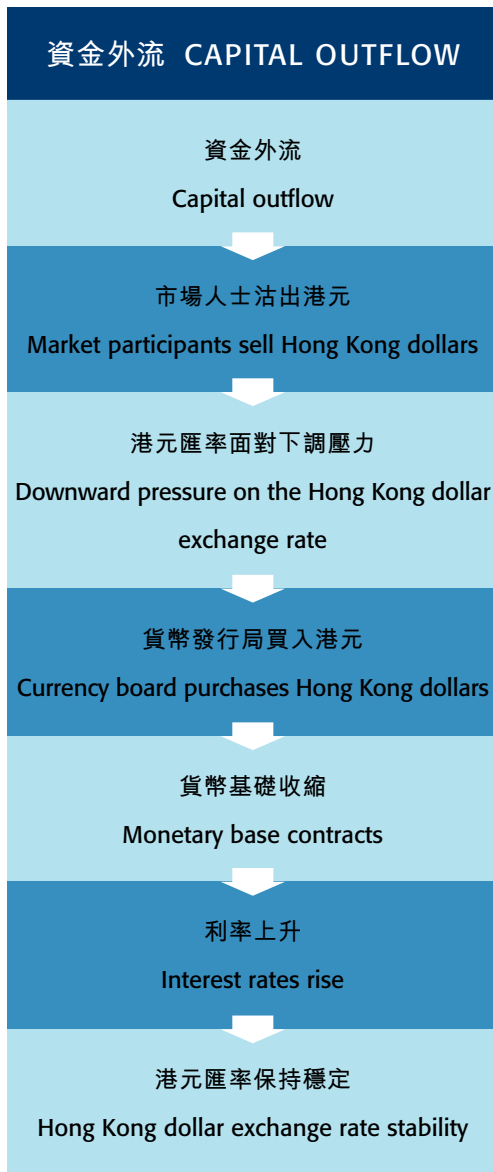 資金外流 CAPITAL OUTFLOW
資金外流
Capital outflow
市場人士沽出港元
Market participants sell Hong Kong dollars
港元匯率面對下調壓力
Downward pressure on the Hong Kong dollar
exchange rate
貨幣發行局買入港元
Currency board purchases Hong Kong dollars
貨幣基礎收縮
Monetary base contracts
利率上升
Interest rates rise
港元匯率保持穩定
Hong Kong dollar exchange rate stability